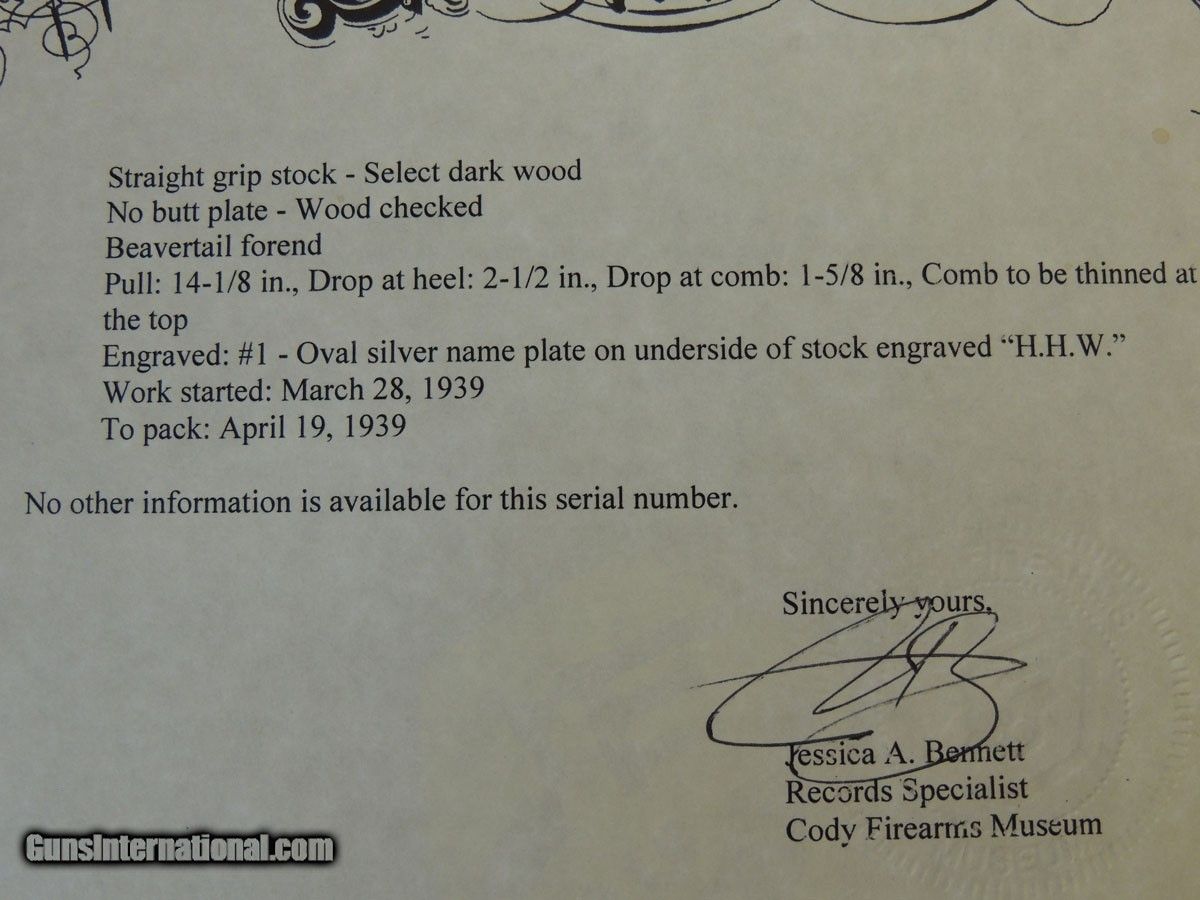 Straight grip stock - Select dark wood
No butt plate - Wood checked
Beavertail forend
Pull: 14-1/8 in., Drop at heel: 2-1/2 in., Drop at comb: 1-5/8 in., Comb to be thinned at
the top
Engraved: #1 - Oval silver name plate on underside of stock engraved “H.H.W.”
Work started: March 28, 1939
To pack: April 19, 1939
No other information is available for this serial number.
Sincerely yours,
Jessica A. Bennett
Records Specialist
Cody Firearms Museum
GunsInternational.com